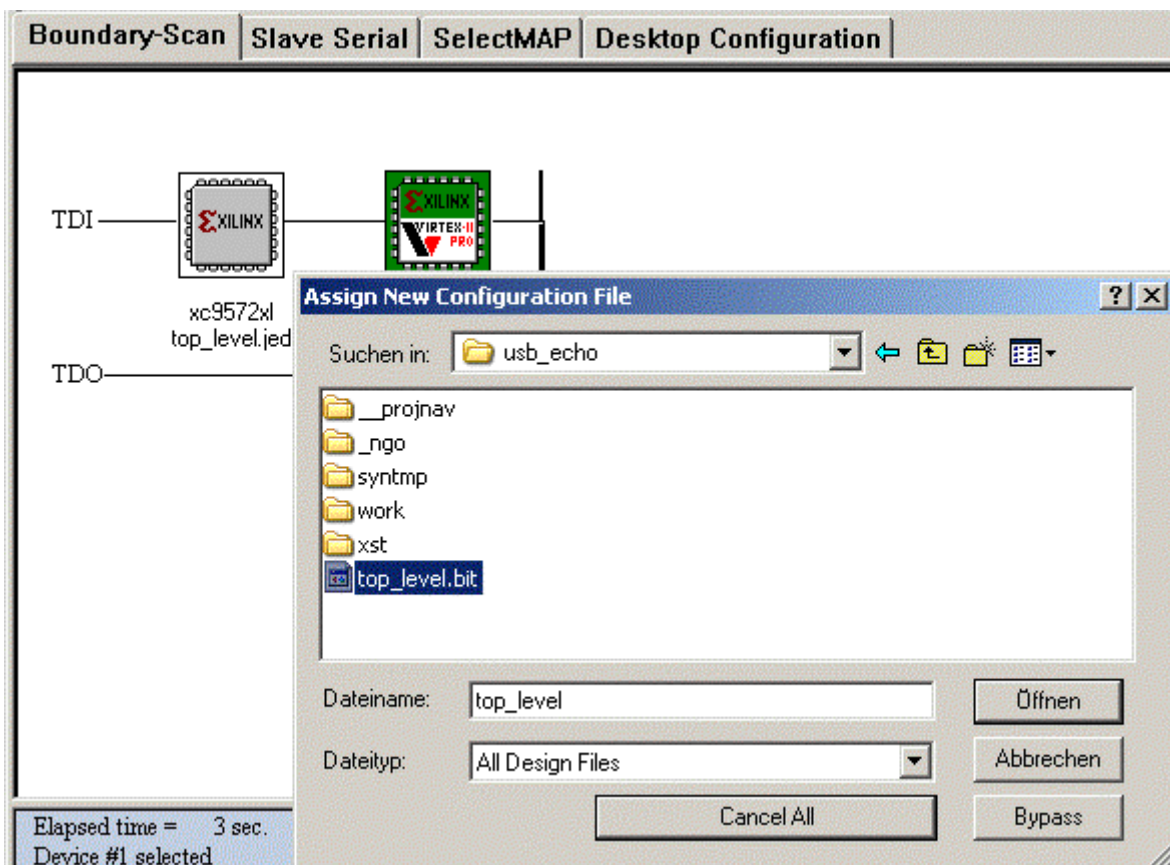 Boundary-Scan Slave Serial SelectMAP Desktop Configuration
TDI
ΣXILINX
ΣXILINX
VIRTEX-II
PRO
xc9572xl
top_level.jed
TDO
Assign New Configuration File
Suchen in: usb_echo
__projnav
_ngo
syntmp
work
xst
top_level.bit
Dateiname: top_level Öffnen
Dateityp: All Design Files Abbrechen
Cancel All Bypass
Elapsed time = 3 sec.
Device #1 selected